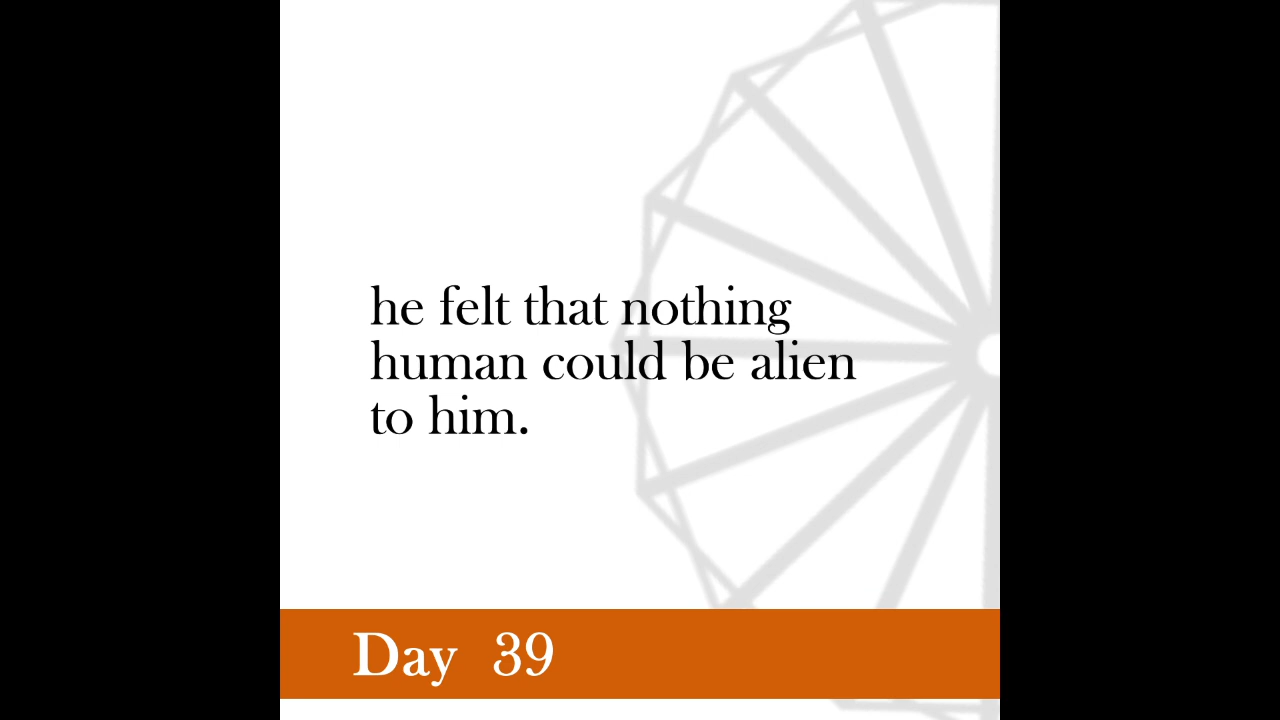 he felt that nothing
human could be alien
to him.
Day 39